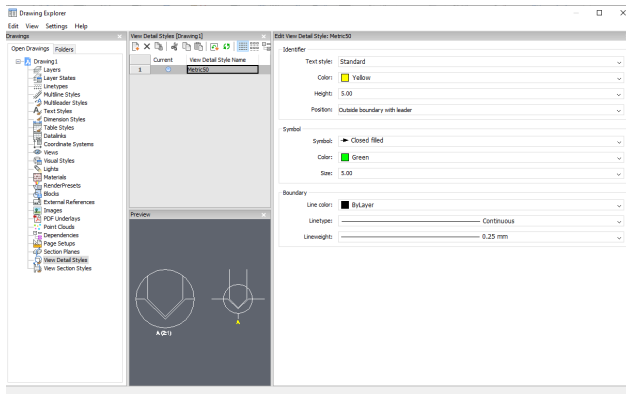 Drawing Explorer
Edit View Settings Help
Drawings
Open Drawings Folders
Drawing1
Layers
Layer States
Linetypes
Multline Styles
Multileader Styles
Text Styles
Dimension Styles
Table Styles
Datalinks
Coordinate Systems
Views
Visual Styles
Lights
Materials
RenderPresets
Blocks
External References
Images
PDF Underlays
Point Clouds
Dependencies
Page Setups
Section Planes
View Detail Styles
View Section Styles
View Detail Styles [Drawing1]
Current View Detail Style Name
1 Metric50
Preview
A (2:1)
A
Edit View Detail Style: Metric50
Identifier
Text style: Standard
Color: Yellow
Height: 5.00
Position: Outside boundary with leader
Symbol
Symbol: Closed filled
Color: Green
Size: 5.00
Boundary
Line color: ByLayer
Linetype: Continuous
Lineweight: 0.25 mm